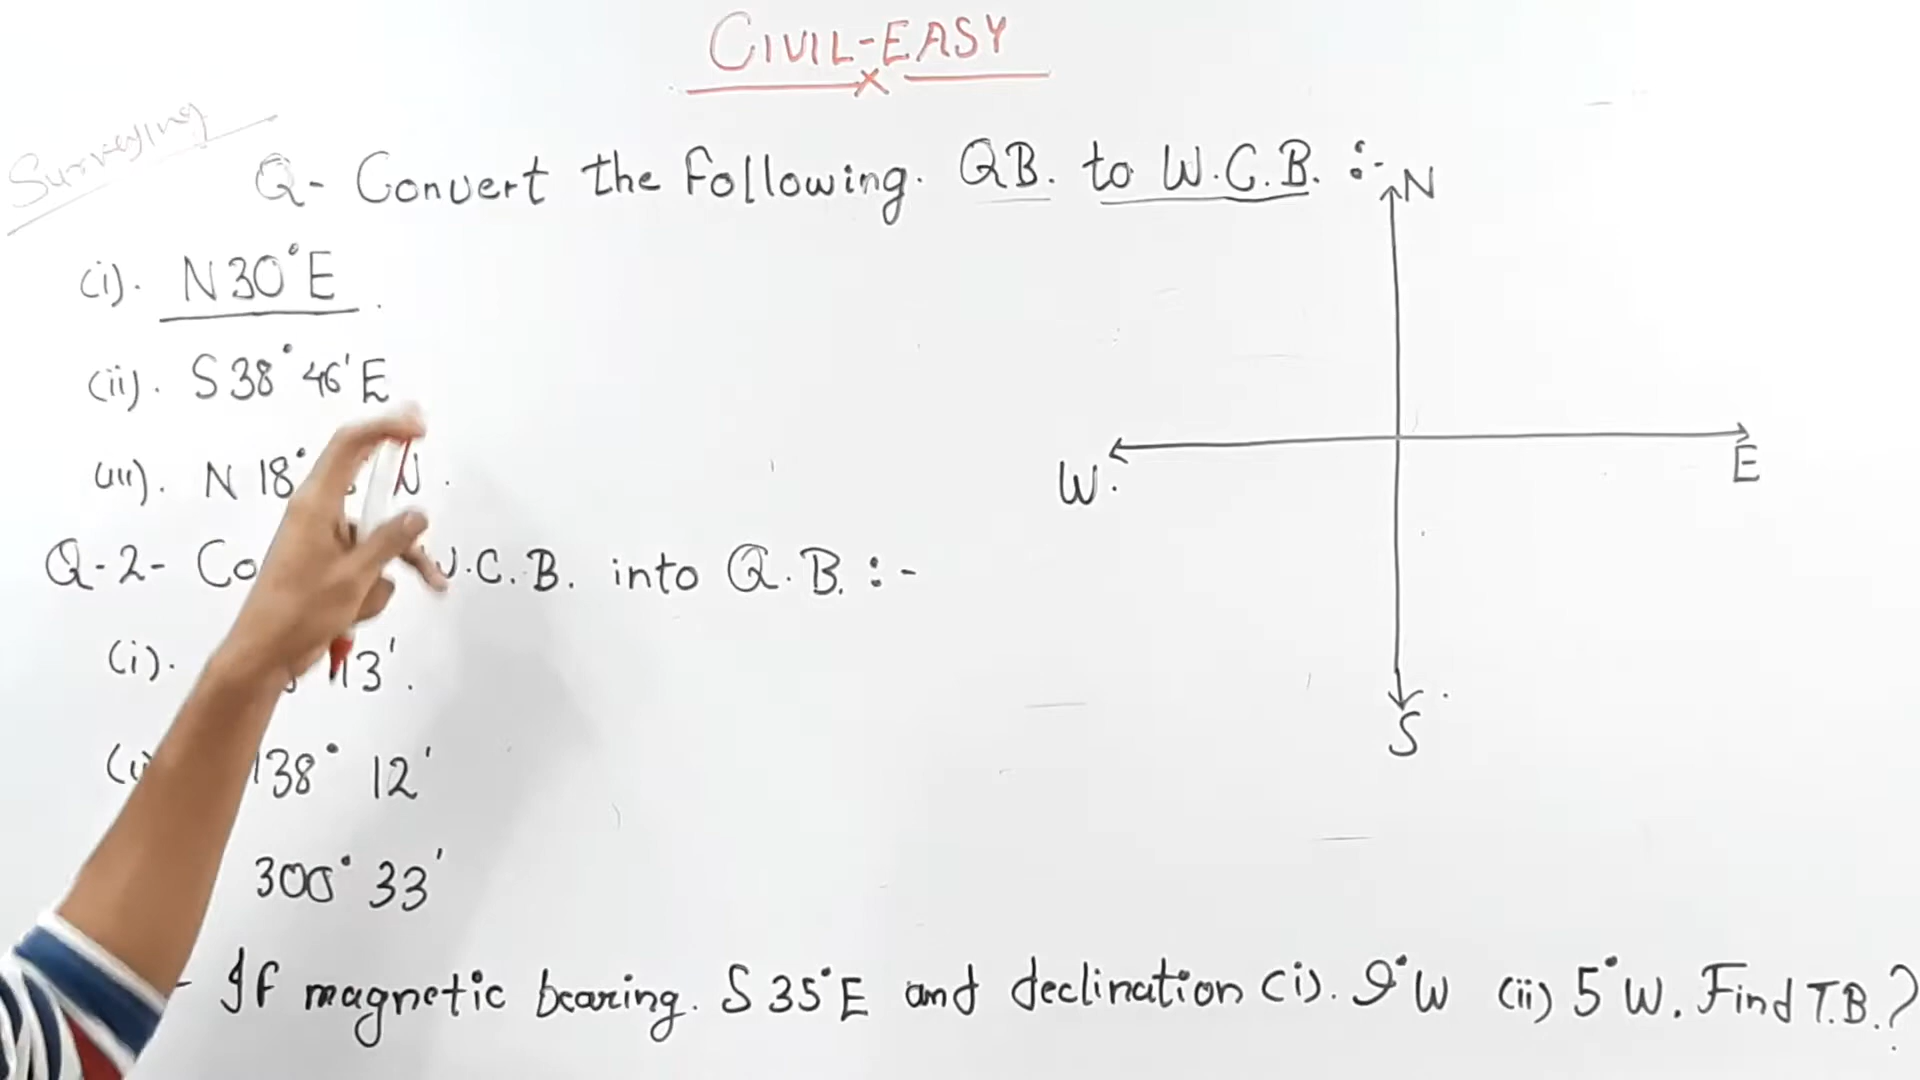 CIVIL-EASY
Surveying
Q- Convert the Following. QB. to W.C.B. :-
N
(i). N30°E
(ii). S38°46'E
(iii). N 18°
W.
E
Q-2- W.C.B. into Q.B. :-
(i). 13'.
138° 12'
S
300° 33'
- If magnetic bearing. S35°E and declination (i). 9°W (ii) 5°W. Find T.B.?